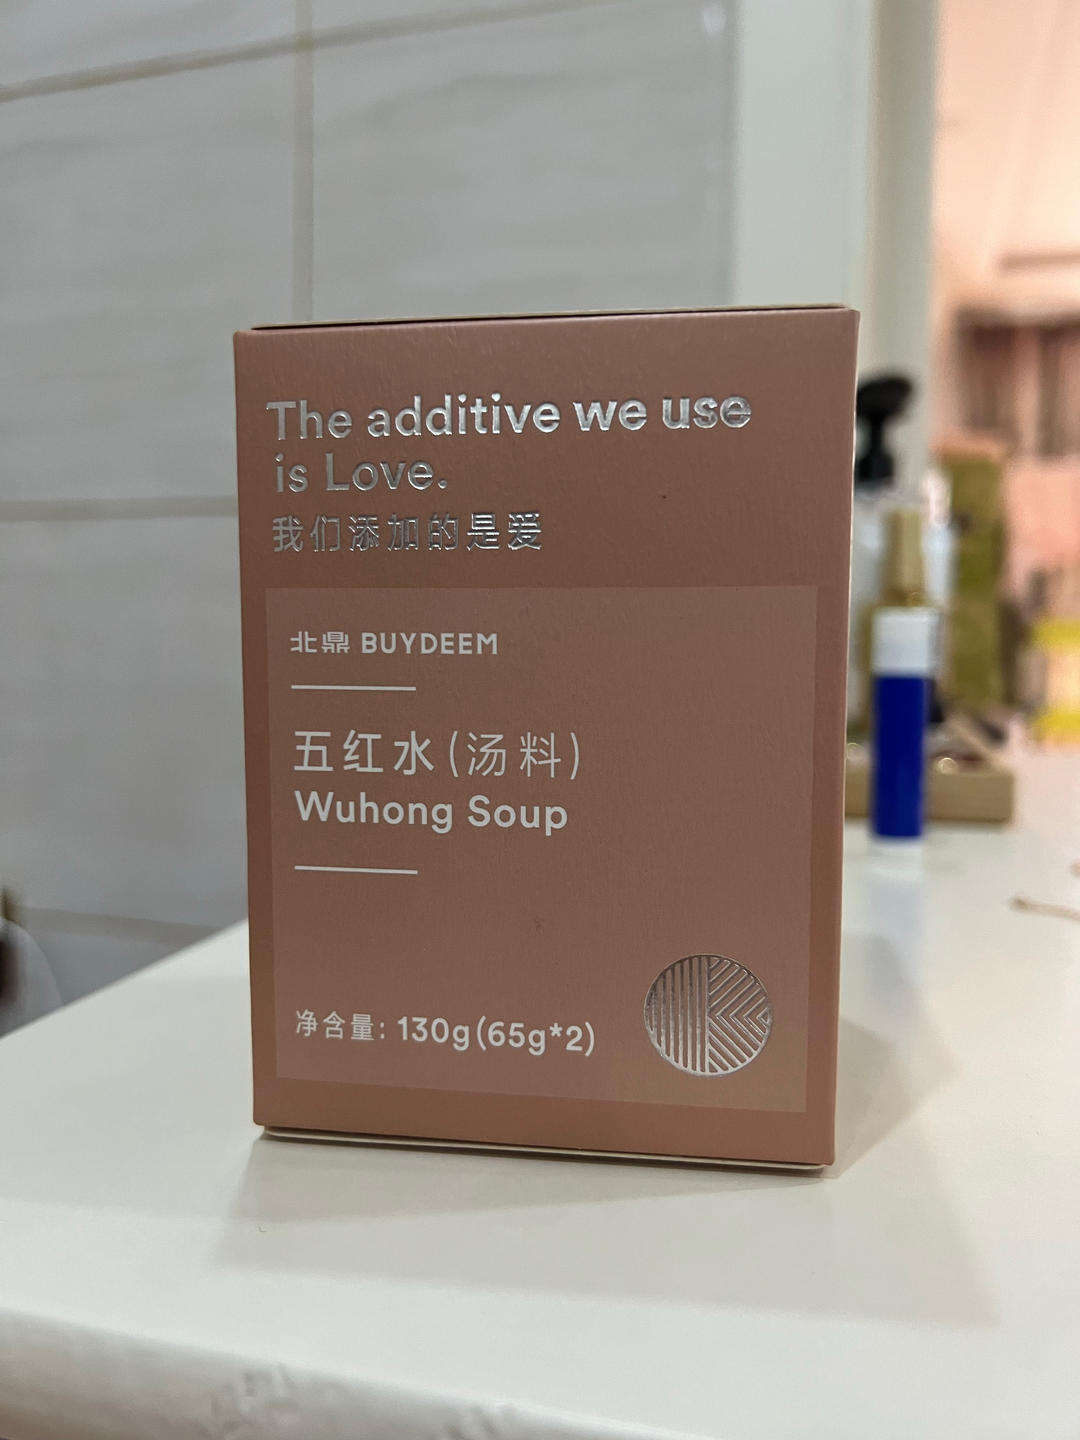 The additive we use
is Love.
我们添加的是爱
北鼎 BUYDEEM
五红水(汤料)
Wuhong Soup
净含量: 130g(65g*2)